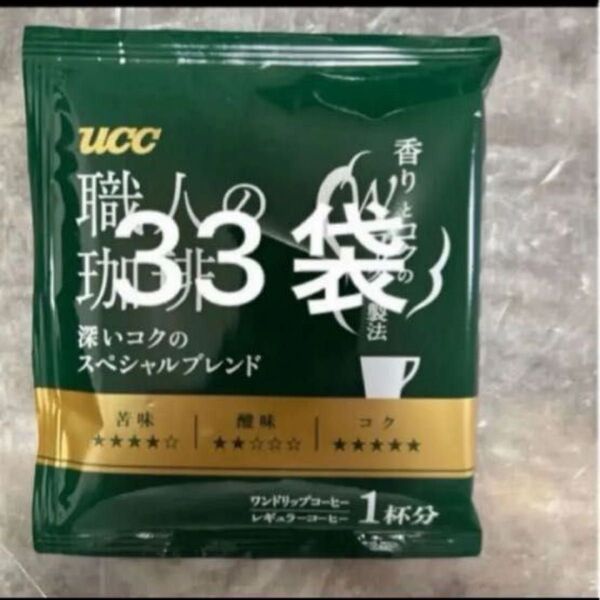 UCC
職人の
珈琲
33袋
深いコクの
スペシャルブレンド
香りとコクの
W
製法
苦味
★★★★☆
酸味
★★☆☆☆
コク
★★★★★
ワンドリップコーヒー
レギュラーコーヒー
1杯分